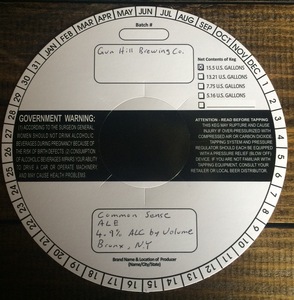 JAN FEB MAR APR MAY JUN JUL AUG SEP OCT NOV DEC
Batch #
Gun Hill Brewing Co.
Net Contents of Keg
15.5 U.S. GALLONS
13.21 U.S. GALLONS
7.75 U.S. GALLONS
5.16 U.S. GALLONS
GOVERNMENT WARNING:
(1) ACCORDING TO THE SURGEON GENERAL,
WOMEN SHOULD NOT DRINK ALCOHOLIC
BEVERAGES DURING PREGNANCY BECAUSE OF
THE RISK OF BIRTH DEFECTS. (2) CONSUMPTION
OF ALCOHOLIC BEVERAGES IMPAIRS YOUR ABILITY
TO DRIVE A CAR OR OPERATE MACHINERY
AND MAY CAUSE HEALTH PROBLEMS.
ATTENTION - READ BEFORE TAPPING
THIS KEG MAY RUPTURE AND CAUSE
INJURY IF OVER-PRESSURIZED WITH
COMPRESSED AIR OR CARBON DIOXIDE.
TAPPING SYSTEM AND PRESSURE
REGULATOR SHOULD EACH BE EQUIPPED
WITH A PRESSURE RELIEF (BLOW OFF)
DEVICE. IF YOU ARE NOT FAMILIAR WITH
TAPPING EQUIPMENT, CONSULT YOUR
RETAILER OR LOCAL BEER DISTRIBUTOR.
Common Sense
ALE
4.9% ALC by Volume
Bronx, NY
Brand Name & Location of Producer
(Name/City/State)